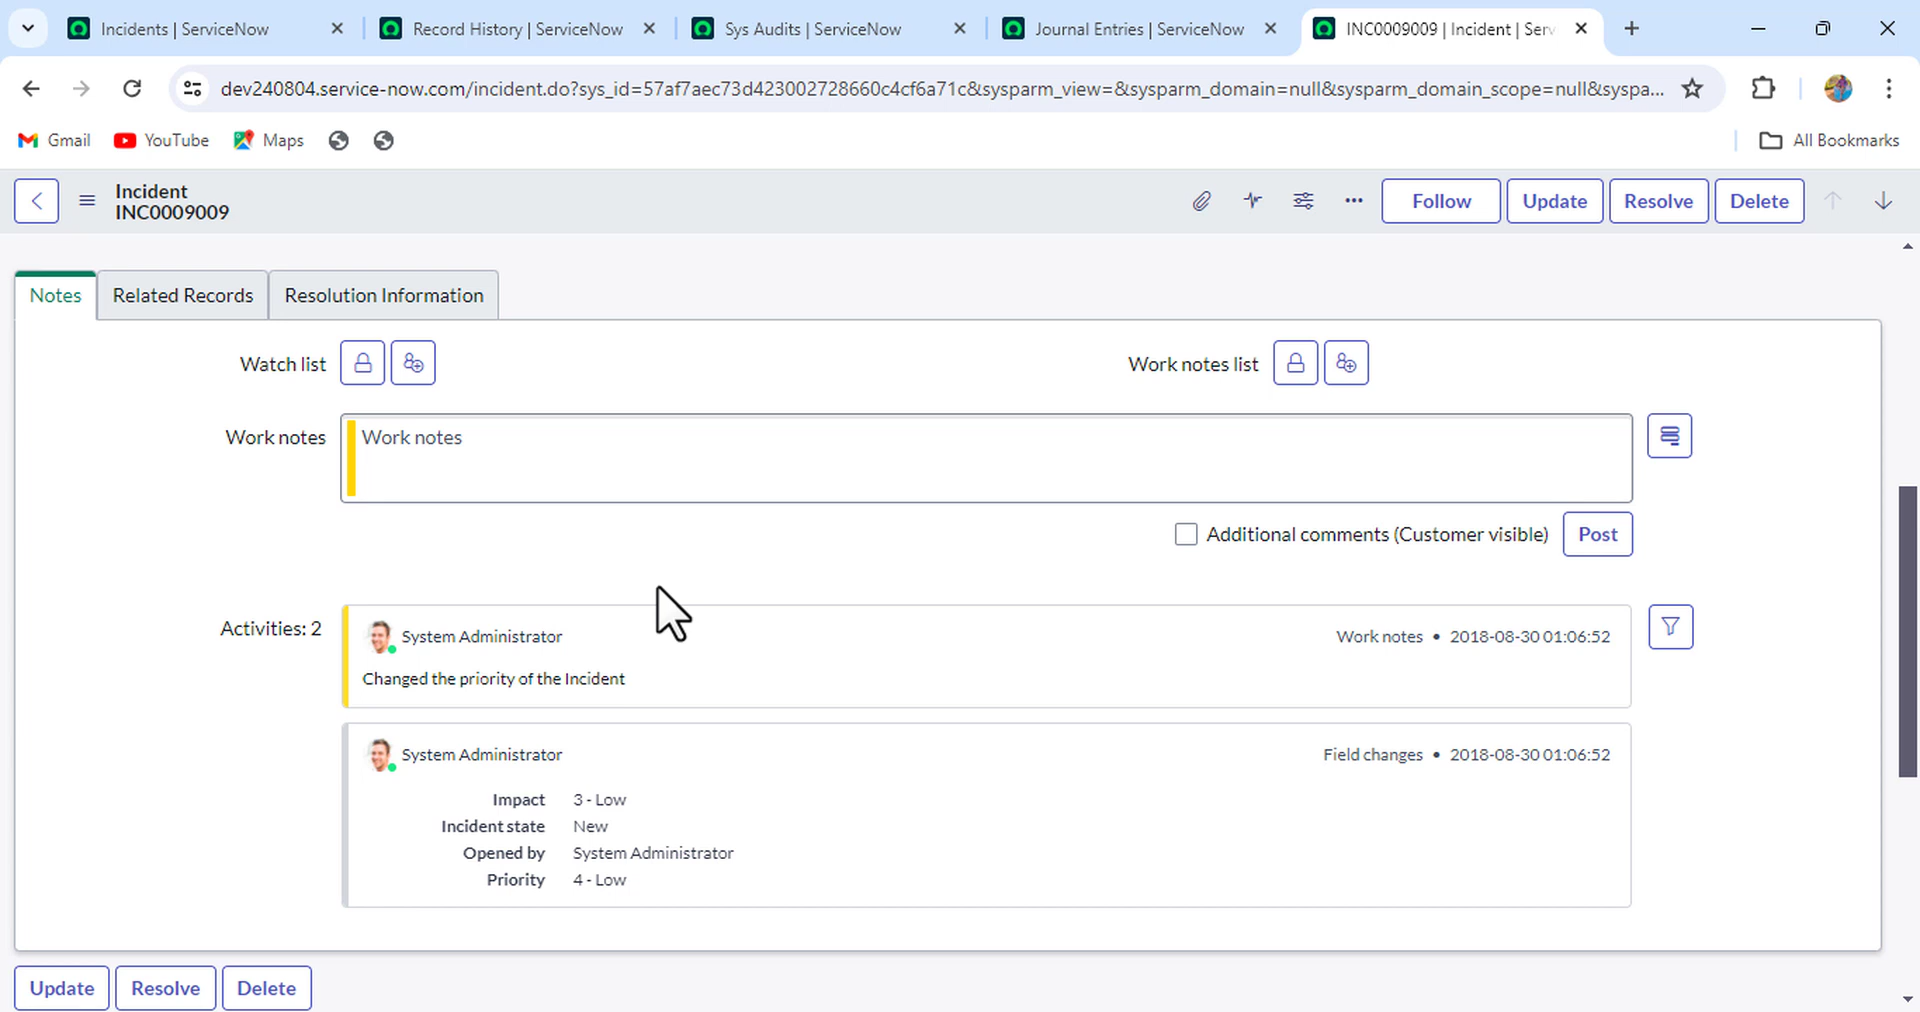 Incidents | ServiceNow
Record History | ServiceNow
Sys Audits | ServiceNow
Journal Entries | ServiceNow
INC0009009 | Incident | Serv
dev240804.service-now.com/incident.do?sys_id=57af7aec73d423002728660c4cf6a71c&sysparm_view=&sysparm_domain=null&sysparm_domain_scope=null&syspa...
Gmail
YouTube
Maps
All Bookmarks
Incident
INC0009009
Follow
Update
Resolve
Delete
Notes
Related Records
Resolution Information
Watch list
Work notes list
Work notes
Work notes
Additional comments (Customer visible)
Post
Activities: 2
System Administrator
Work notes • 2018-08-30 01:06:52
Changed the priority of the Incident
System Administrator
Field changes • 2018-08-30 01:06:52
Impact 3 - Low
Incident state New
Opened by System Administrator
Priority 4 - Low
Update
Resolve
Delete